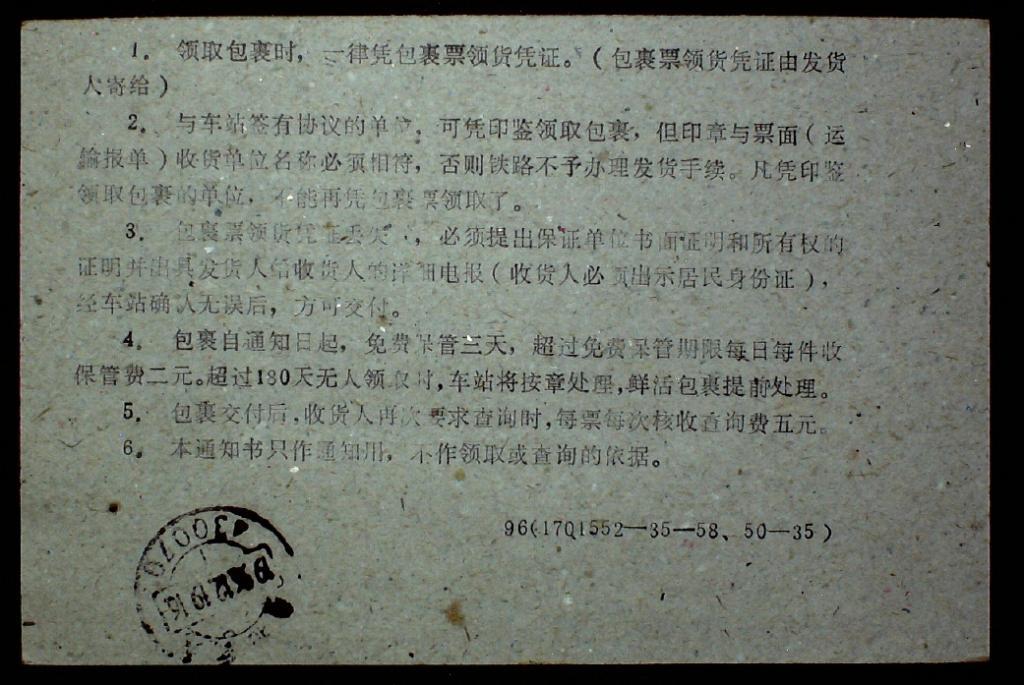 1. 领取包裹时, 一律凭包裹票领货凭证。(包裹票领货凭证由发货
人寄给)
2. 与车站签有协议的单位, 可凭印鉴领取包裹, 但印章与票面(运
输报单)收货单位名称必须相符, 否则铁路不予办理发货手续。凡凭印鉴
领取包裹的单位, 不能再凭包裹票领取了。
3. 包裹票领货凭证丢失, 必须提出保证单位书面证明和所有权的
证明并出具发货人给收货人的详细电报(收货人必须出示居民身份证),
经车站确认无误后, 方可交付。
4. 包裹自通知日起, 免费保管三天, 超过免费保管期限每日每件收
保管费二元。超过180天无人领取时,车站将按章处理,鲜活包裹提前处理。
5. 包裹交付后,收货人再次要求查询时,每票每次核收查询费五元。
6. 本通知书只作通知用, 不作领取或查询的依据。
96(17Q1552—35—58、50—35)
300070
12.19.16